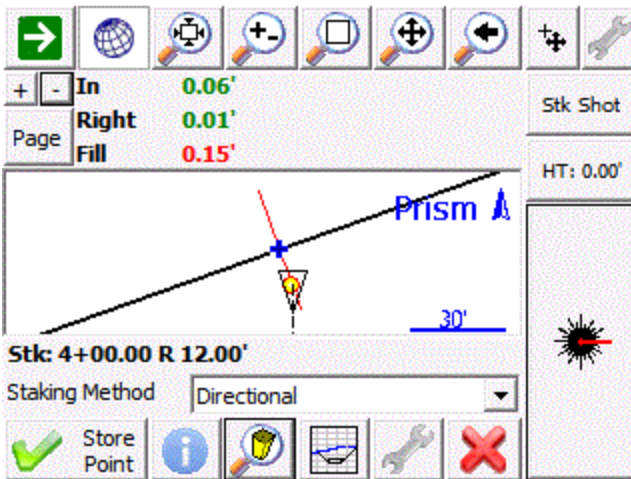 + -
In 0.06'
Right 0.01'
Fill 0.15'
Page
Stk Shot
HT: 0.00'
Prism
30'
Stk: 4+00.00 R 12.00'
Staking Method Directional
Store
Point